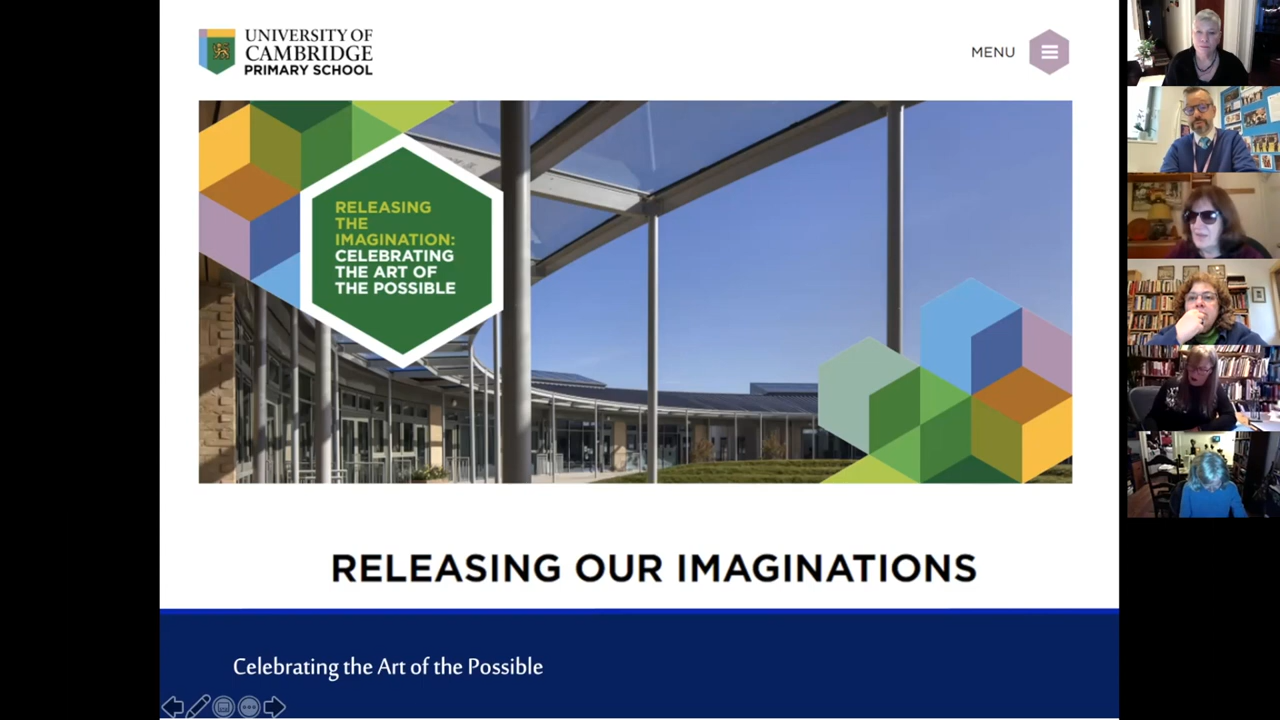 UNIVERSITY OF
CAMBRIDGE
PRIMARY SCHOOL
MENU
RELEASING
THE
IMAGINATION:
CELEBRATING
THE ART OF
THE POSSIBLE
RELEASING OUR IMAGINATIONS
Celebrating the Art of the Possible